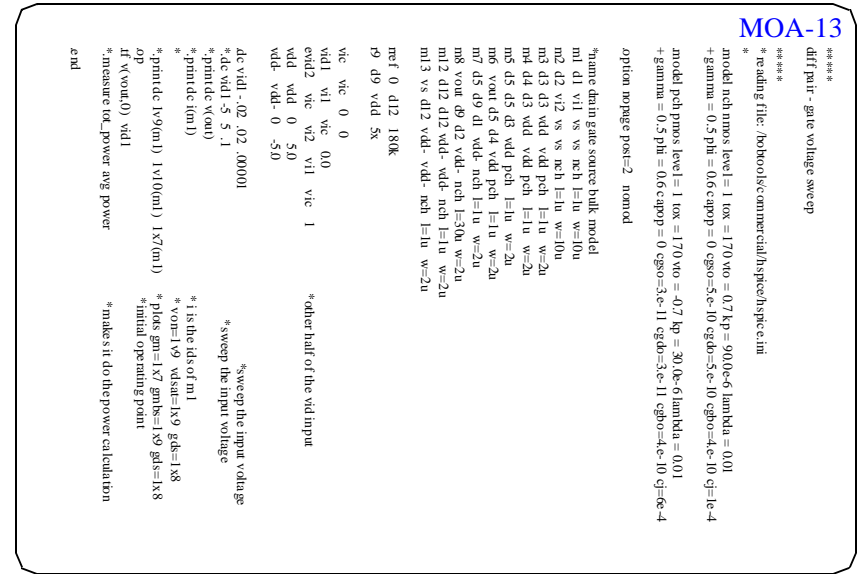 MOA-13
*****
diff pair - gate voltage sweep
*****
* reading file: /bobtools/commercial/hspice/hspice.ini
*
.model nch nmos level = 1 tox = 170 vto = 0.7 kp = 90.0e-6 lambda = 0.01
+ gamma = 0.5 phi = 0.6 capop = 0 cgso=5.e-10 cgdo=5.e-10 cgbo=4.e-10 cj=1e-4
.model pch pmos level = 1 tox = 170 vto = -0.7 kp = 30.0e-6 lambda = 0.01
+ gamma = 0.5 phi = 0.6 capop = 0 cgso=3.e-11 cgdo=3.e-11 cgbo=4.e-10 cj=6e-4
.option nopage post=2 nomod
*name drain gate source bulk model
m1 d1 vi1 vs vs nch l=1u w=10u
m2 d2 vi2 vs vs nch l=1u w=10u
m3 d3 d3 vdd vdd pch l=1u w=2u
m4 d4 d3 vdd vdd pch l=1u w=2u
m5 d5 d5 d3 vdd pch l=1u w=2u
m6 vout d5 d4 vdd pch l=1u w=2u
m7 d5 d9 d1 vdd- nch l=1u w=2u
m8 vout d9 d2 vdd- nch l=30u w=2u
m12 d12 d12 vdd- vdd- nch l=1u w=2u
m13 vs d12 vdd- vdd- nch l=1u w=2u
rref 0 d12 180k
r9 d9 vdd 5x
vic vic 0 0
vid1 vi1 vic 0.0
evid2 vic vi2 vi1 vic 1 *other half of the vid input
vdd vdd 0 5.0
vdd- vdd- 0 -5.0
.dc vid1 -.02 .02 .00001 *sweep the input voltage
*.dc vid1 -5 5 .1 *sweep the input voltage
*.print dc v(out)
*.print dc i(m1) *i is the ids of m1
* * von=lv9 vdsat=lx9 gds=lx8
*.print dc lv9(m1) lv10(m1) lx7(m1) * plots gm=lx7 gmbs=lx9 gds=lx8
.op *initial operating point
.tf v(vout,0) vid1
*.measure tot_power avg power *makes it do the power calculation
.end